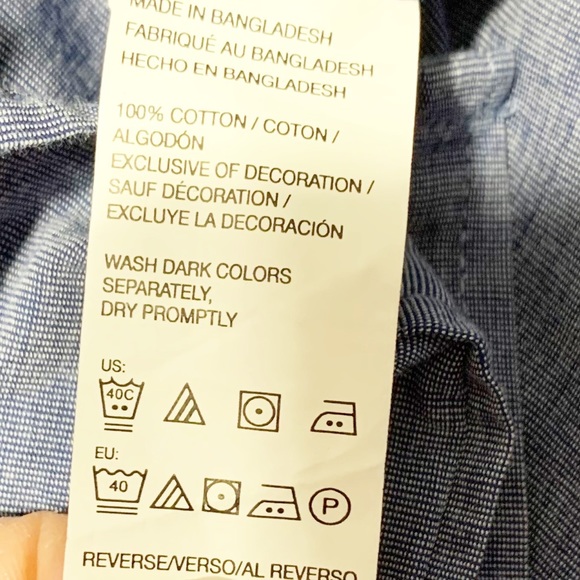 MADE IN BANGLADESH
FABRIQUÉ AU BANGLADESH
HECHO EN BANGLADESH
100% COTTON / COTON /
ALGODÓN
EXCLUSIVE OF DECORATION /
SAUF DÉCORATION /
EXCLUYE LA DECORACIÓN
WASH DARK COLORS
SEPARATELY,
DRY PROMPTLY
US:
40C
EU:
40 P
REVERSE/VERSO/AL REVERSO